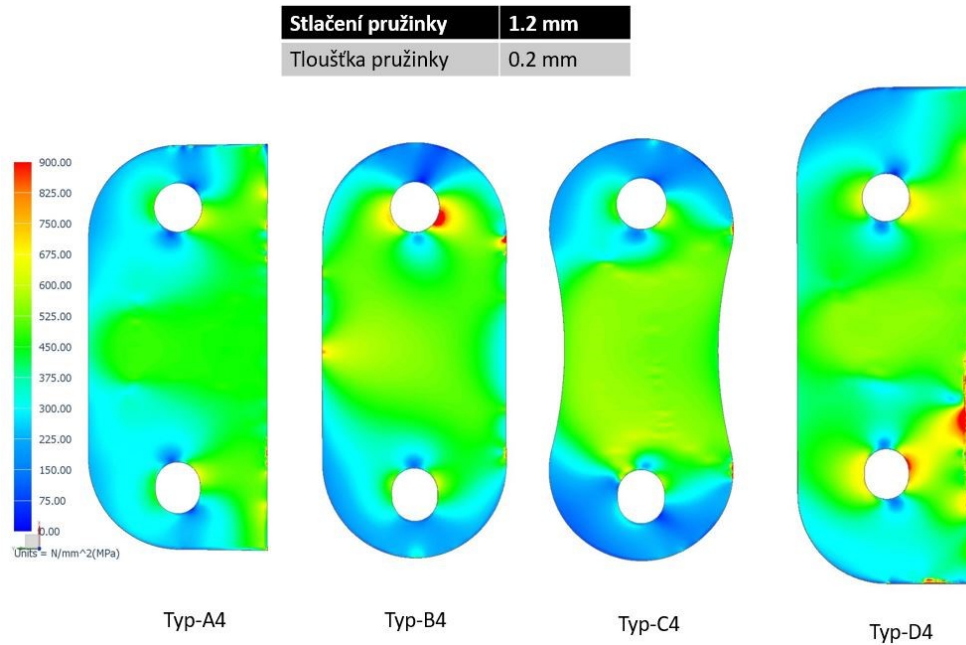 Stlačení pružinky 1.2 mm
Tloušťka pružinky 0.2 mm
900.00
825.00
750.00
675.00
600.00
525.00
450.00
375.00
300.00
225.00
150.00
75.00
0.00
Units = N/mm^2(MPa)
Typ-A4
Typ-B4
Typ-C4
Typ-D4